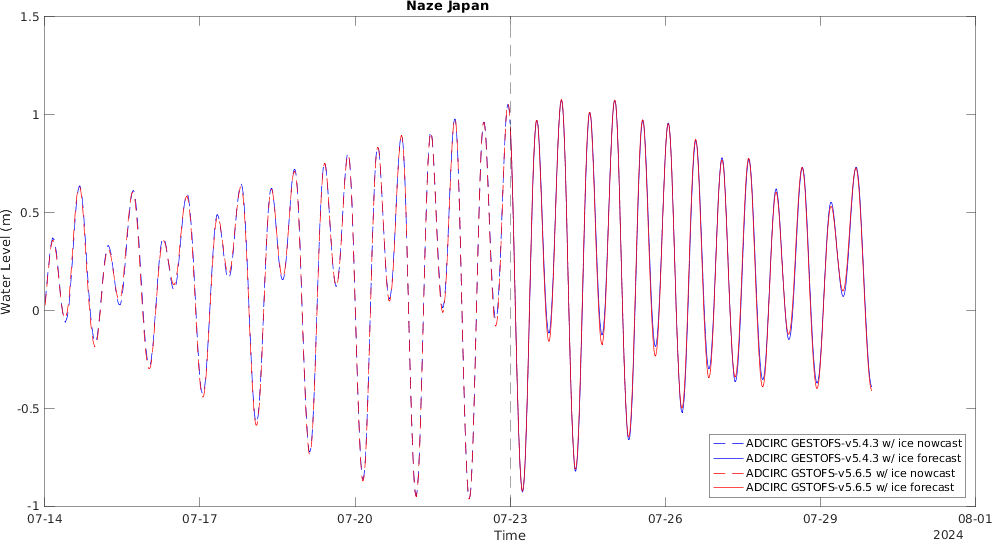 Naze Japan
1.5
1
0.5
0
-0.5
-1
Water Level (m)
07-14
07-17
07-20
07-23
07-26
07-29
08-01
Time
2024
ADCIRC GESTOFS-v5.4.3 w/ ice nowcast
ADCIRC GESTOFS-v5.4.3 w/ ice forecast
ADCIRC GSTOFS-v5.6.5 w/ ice nowcast
ADCIRC GSTOFS-v5.6.5 w/ ice forecast